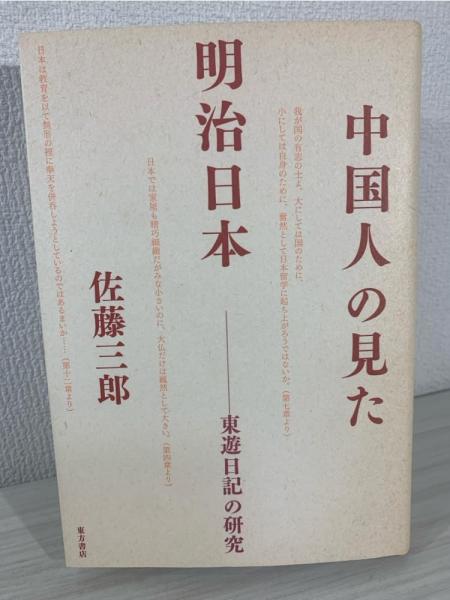 中国人の見た
我が国の有志の士よ、大にしては国のために、
小にしては自身のために、奮然として日本留学に起ち上がろうではないか。（第七章より）
明治日本
――東遊日記の研究
日本では家屋も精巧繊細だがみな小さいのに、大仏だけは巍然として大きい。（第四章より）
佐藤三郎
日本は教育を以て無形の裡に奉天を併呑しようとしているのではあるまいか……（第十二章より）
東方書店